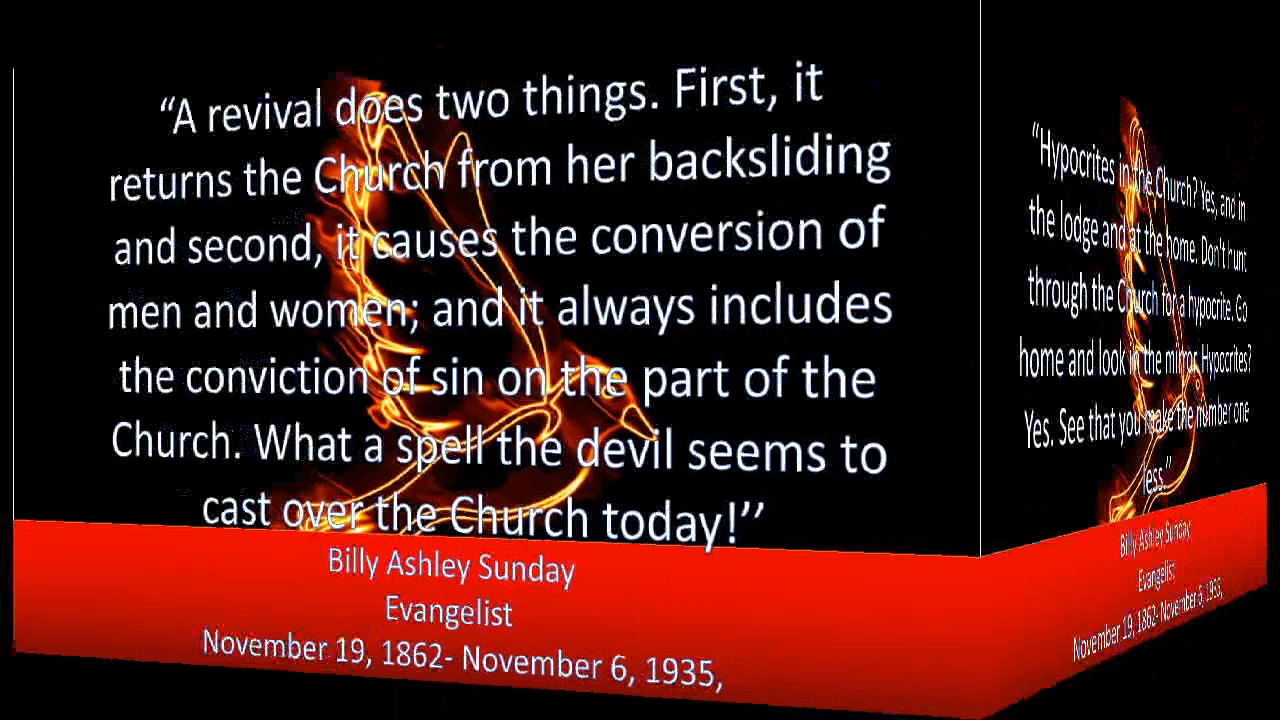 “A revival does two things. First, it
returns the Church from her backsliding
and second, it causes the conversion of
men and women; and it always includes
the conviction of sin on the part of the
Church. What a spell the devil seems to
cast over the Church today!’’
Billy Ashley Sunday
Evangelist
November 19, 1862- November 6, 1935,
“Hypocrites in the Church? Yes, and in
the lodge and at the home. Don't hunt
through the Church for a hypocrite. Go
home and look in the mirror. Hypocrites?
Yes. See that you make the number one
less.”
Billy Ashley Sunday
Evangelist
November 19, 1862- November 6, 1935,